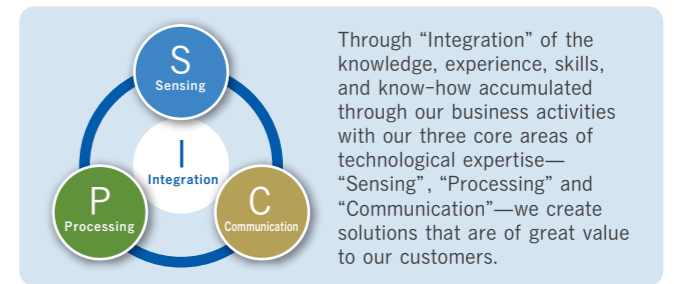 S
Sensing
I
Integration
P
Processing
C
Communication
Through “Integration” of the
knowledge, experience, skills,
and know-how accumulated
through our business activities
with our three core areas of
technological expertise—
“Sensing”, “Processing” and
“Communication”—we create
solutions that are of great value
to our customers.